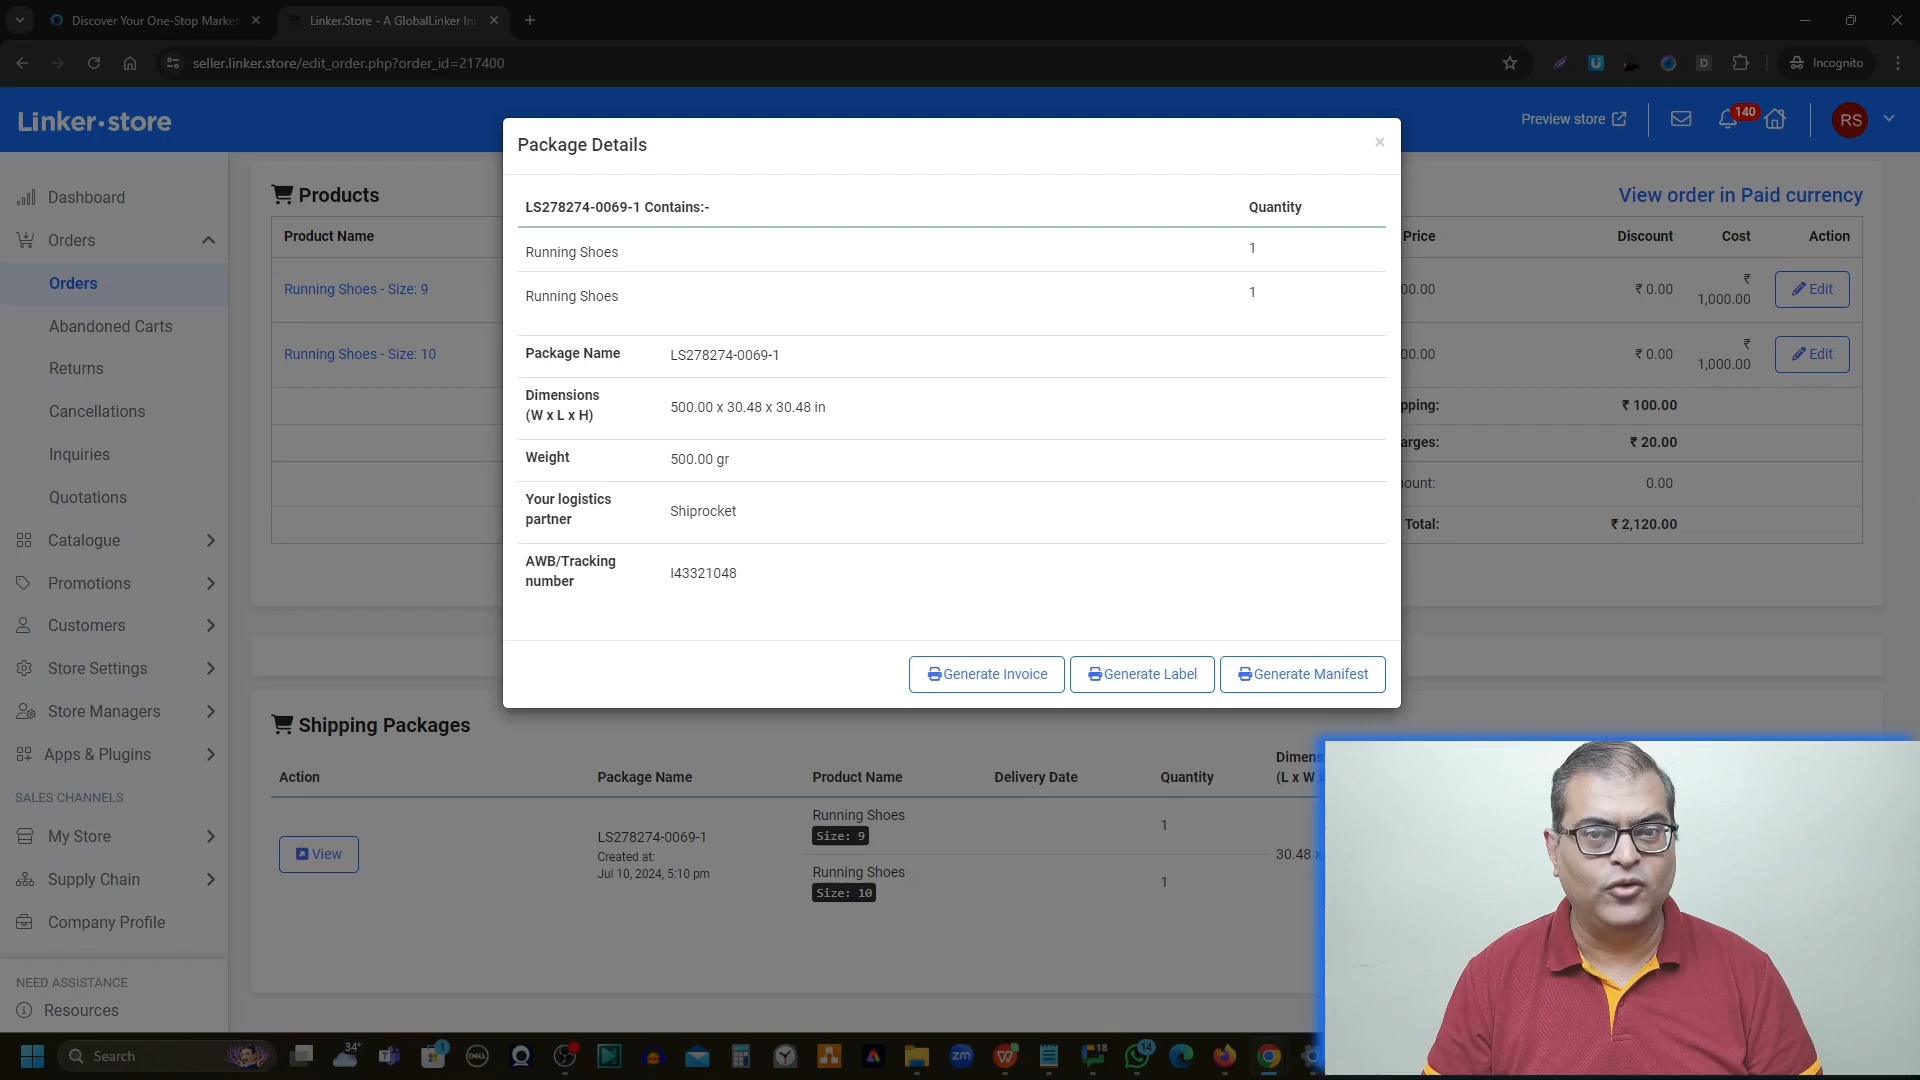 Discover Your One-Stop Market
Linker.Store - A GlobalLinker In
seller.linker.store/edit_order.php?order_id=217400
Incognito
Linker·store
Preview store
140
RS
Dashboard
Orders
Orders
Abandoned Carts
Returns
Cancellations
Inquiries
Quotations
Catalogue
Promotions
Customers
Store Settings
Store Managers
Apps & Plugins
SALES CHANNELS
My Store
Supply Chain
Company Profile
NEED ASSISTANCE
Resources
Products
View order in Paid currency
Product Name
Price
Discount
Cost
Action
Running Shoes - Size: 9
00.00
₹ 0.00
₹
1,000.00
Edit
Running Shoes - Size: 10
00.00
₹ 0.00
₹
1,000.00
Edit
pping:
₹ 100.00
arges:
₹ 20.00
ount:
0.00
Total:
₹ 2,120.00
Package Details
×
LS278274-0069-1 Contains:-
Quantity
Running Shoes
1
Running Shoes
1
Package Name
LS278274-0069-1
Dimensions
(W x L x H)
500.00 x 30.48 x 30.48 in
Weight
500.00 gr
Your logistics
partner
Shiprocket
AWB/Tracking
number
I43321048
Generate Invoice
Generate Label
Generate Manifest
Shipping Packages
Action
Package Name
Product Name
Delivery Date
Quantity
Dimens
(L x W
View
LS278274-0069-1
Created at:
Jul 10, 2024, 5:10 pm
Running Shoes
Size: 9
1
Running Shoes
Size: 10
1
30.48 x
Search
34°
1
DELL
zm
18
14